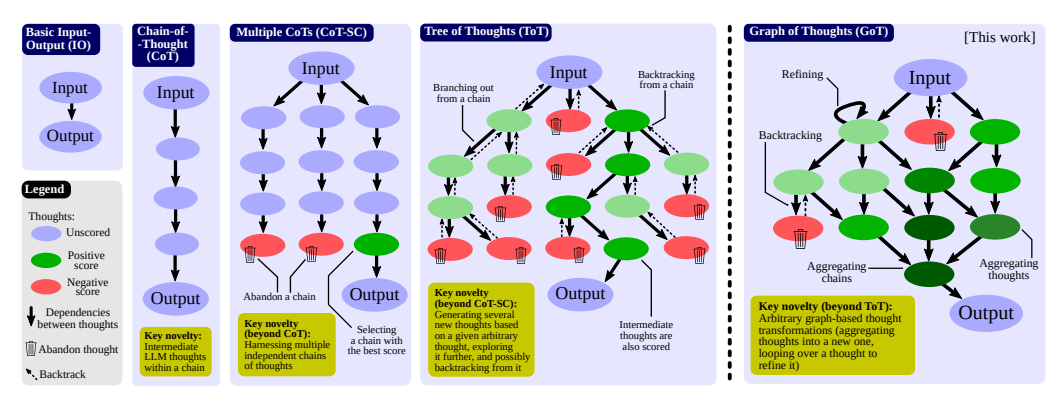 Basic Input-
Output (IO)
Input
Output
Legend
Thoughts:
Unscored
Positive
score
Negative
score
Dependencies
between thoughts
Abandon thought
Backtrack
Chain-of-
-Thought
(CoT)
Input
Output
Key novelty:
Intermediate
LLM thoughts
within a chain
Multiple CoTs (CoT-SC)
Input
Abandon a chain
Output
Key novelty
(beyond CoT):
Harnessing multiple
independent chains
of thoughts
Selecting
a chain with
the best score
Tree of Thoughts (ToT)
Input
Branching out
from a chain
Backtracking
from a chain
Output
Key novelty
(beyond CoT-SC):
Generating several
new thoughts based
on a given arbitrary
thought, exploring
it further, and possibly
backtracking from it
Intermediate
thoughts are
also scored
Graph of Thoughts (GoT)
[This work]
Refining
Input
Backtracking
Aggregating
chains
Aggregating
thoughts
Output
Key novelty (beyond ToT):
Arbitrary graph-based thought
transformations (aggregating
thoughts into a new one,
looping over a thought to
refine it)